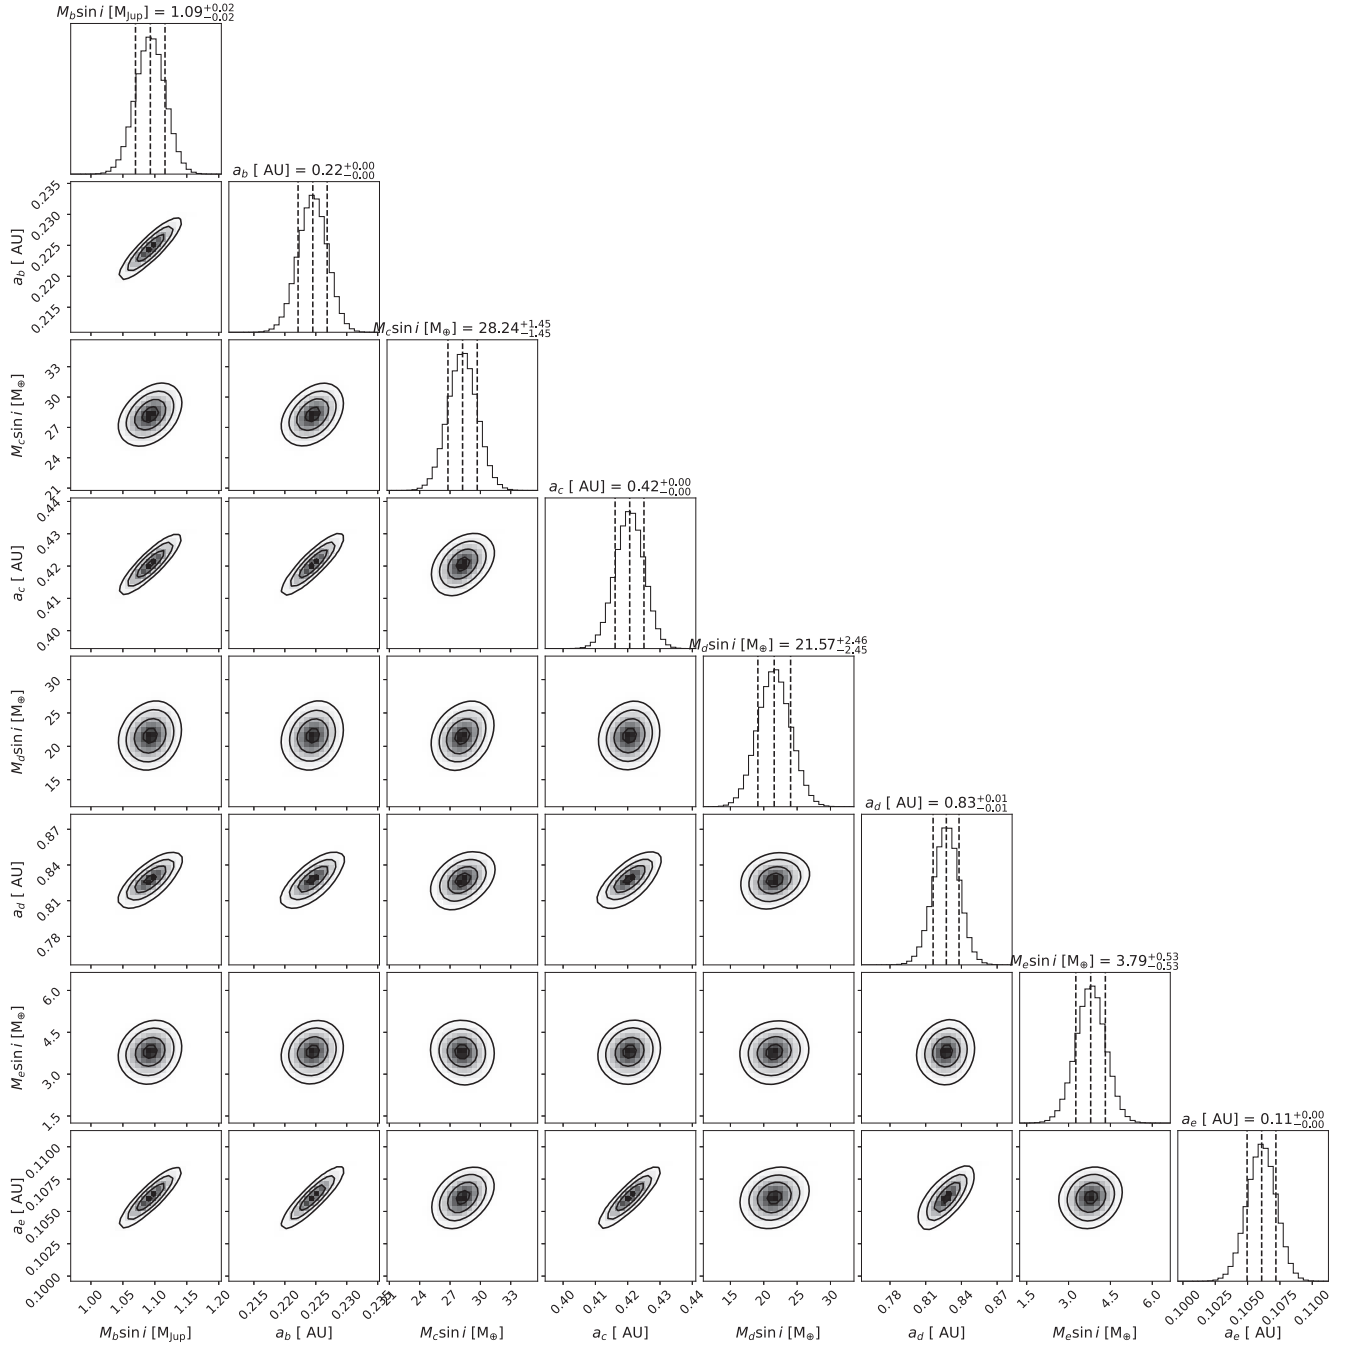 M_b sin i [M_Jup] = 1.09^{+0.02}_{-0.02}
a_b [ AU] = 0.22^{+0.00}_{-0.00}
0.235
0.230
0.225
0.220
0.215
a_b [ AU]
M_c sin i [M_⊕] = 28.24^{+1.45}_{-1.45}
33
30
27
24
21
M_c sin i [M_⊕]
a_c [ AU] = 0.42^{+0.00}_{-0.00}
0.44
0.43
0.42
0.41
0.40
a_c [ AU]
M_d sin i [M_⊕] = 21.57^{+2.46}_{-2.45}
30
25
20
15
M_d sin i [M_⊕]
a_d [ AU] = 0.83^{+0.01}_{-0.01}
0.87
0.84
0.81
0.78
a_d [ AU]
M_e sin i [M_⊕] = 3.79^{+0.53}_{-0.53}
6.0
4.5
3.0
1.5
M_e sin i [M_⊕]
a_e [ AU] = 0.11^{+0.00}_{-0.00}
0.1100
0.1075
0.1050
0.1025
0.1000
a_e [ AU]
1.00 1.05 1.10 1.15 1.20
0.215 0.220 0.225 0.230 0.235
21 24 27 30 33
0.40 0.41 0.42 0.43 0.44
15 20 25 30
0.78 0.81 0.84 0.87
1.5 3.0 4.5 6.0
0.1000 0.1025 0.1050 0.1075 0.1100
M_b sin i [M_Jup]
a_b [ AU]
M_c sin i [M_⊕]
a_c [ AU]
M_d sin i [M_⊕]
a_d [ AU]
M_e sin i [M_⊕]
a_e [ AU]